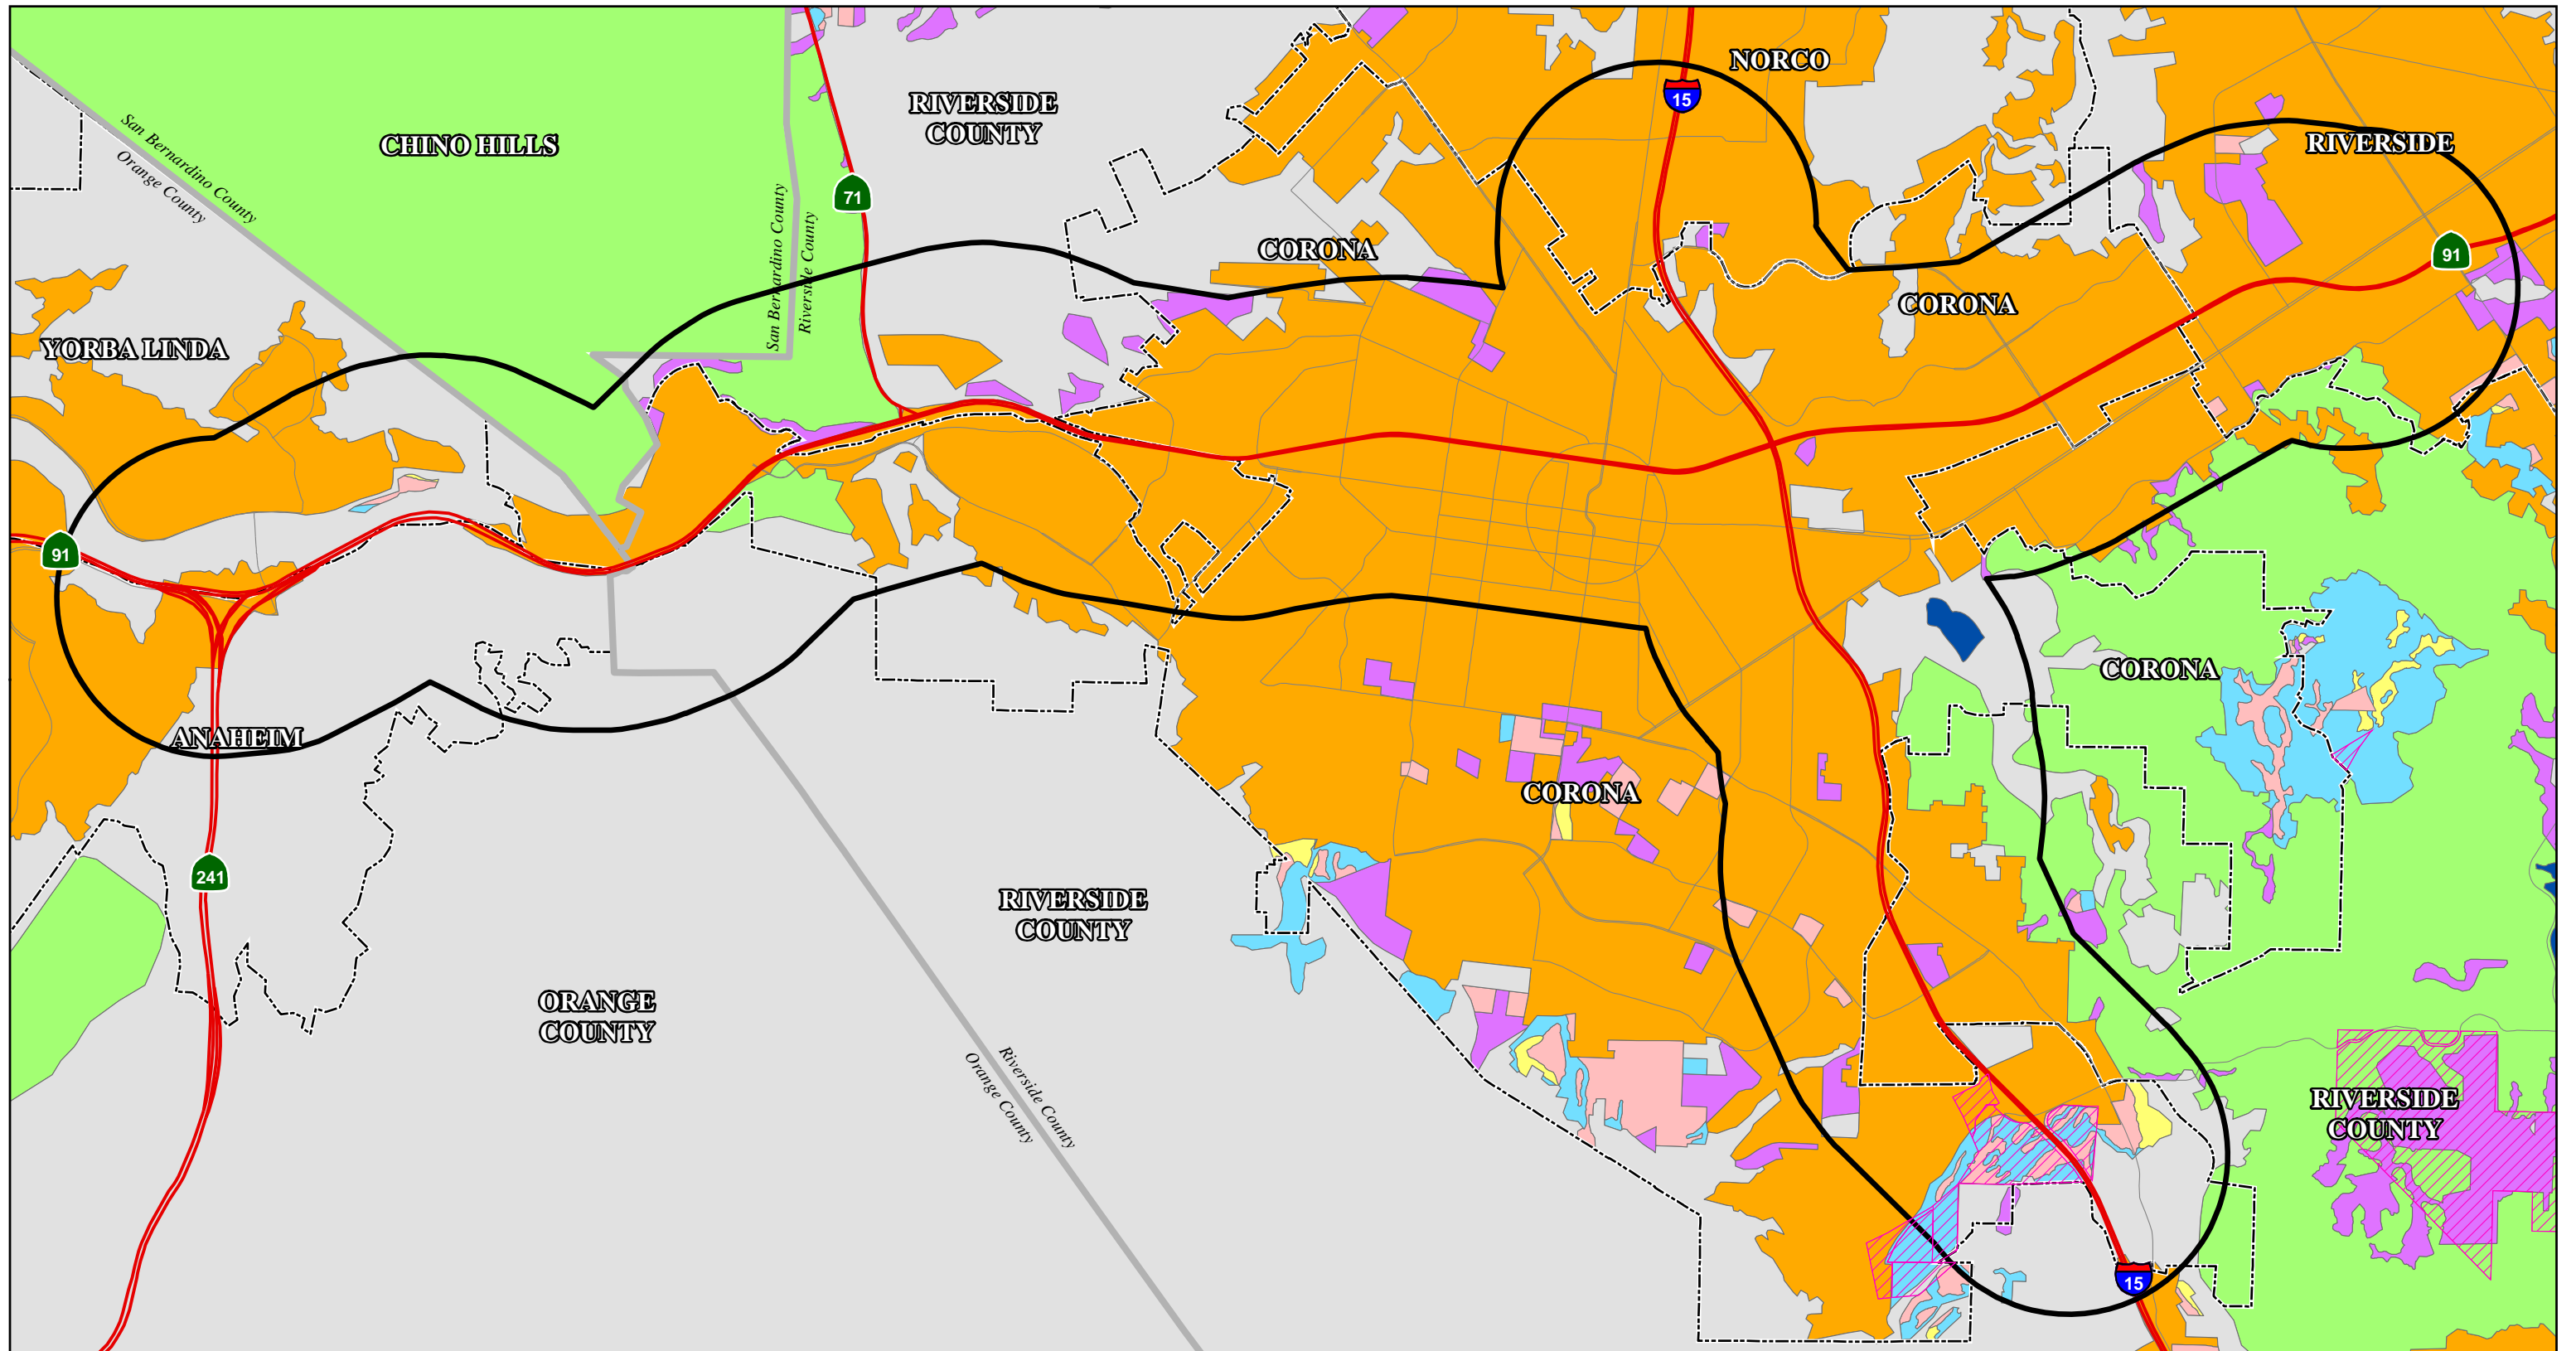 NORCO
15
RIVERSIDE
COUNTY
CHINO HILLS
San Bernardino County
Orange County
RIVERSIDE
71
San Bernardino County
Riverside County
CORONA
91
CORONA
YORBA LINDA
91
CORONA
ANAHEIM
CORONA
241
RIVERSIDE
COUNTY
ORANGE
COUNTY
Riverside County
Orange County
RIVERSIDE
COUNTY
15